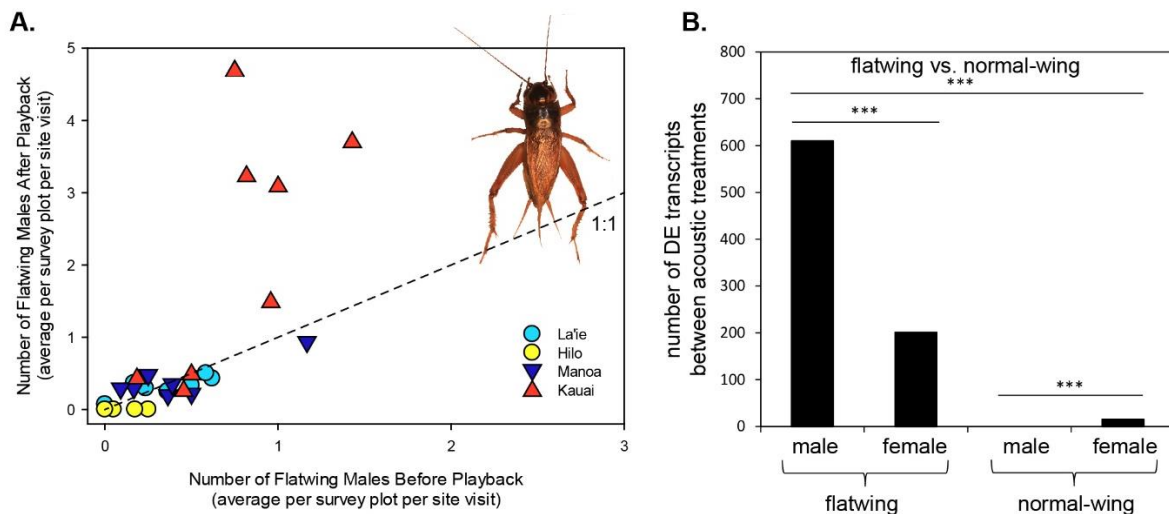 A.
Number of Flatwing Males After Playback
(average per survey plot per site visit)
5
4
3
2
1
0
1:1
La'ie
Hilo
Manoa
Kauai
0 1 2 3
Number of Flatwing Males Before Playback
(average per survey plot per site visit)
B.
number of DE transcripts
between acoustic treatments
800
700
600
500
400
300
200
100
0
flatwing vs. normal-wing
***
***
***
male female male female
flatwing normal-wing